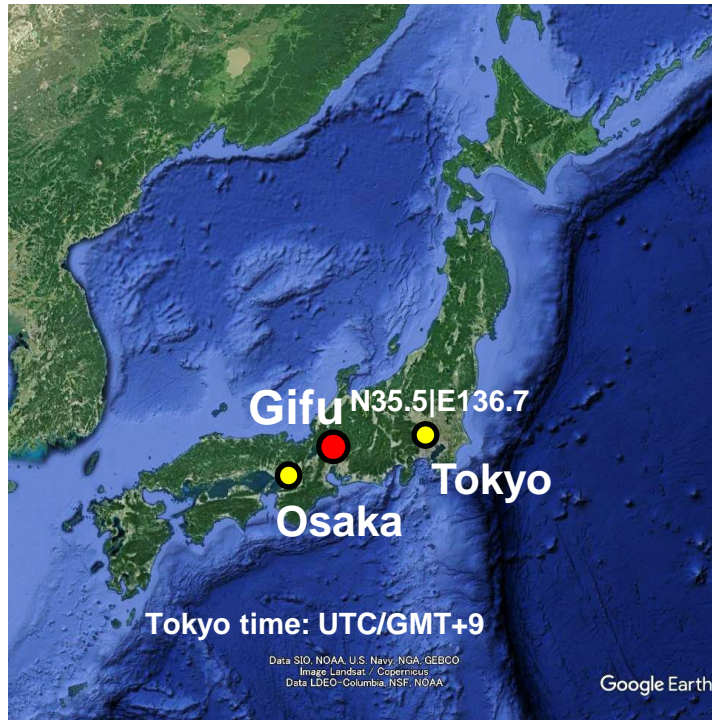 Gifu N35.5|E136.7
Tokyo
Osaka
Tokyo time: UTC/GMT+9
Data SIO, NOAA, U.S. Navy, NGA, GEBCO
Image Landsat / Copernicus
Data LDEO-Columbia, NSF, NOAA
Google Earth